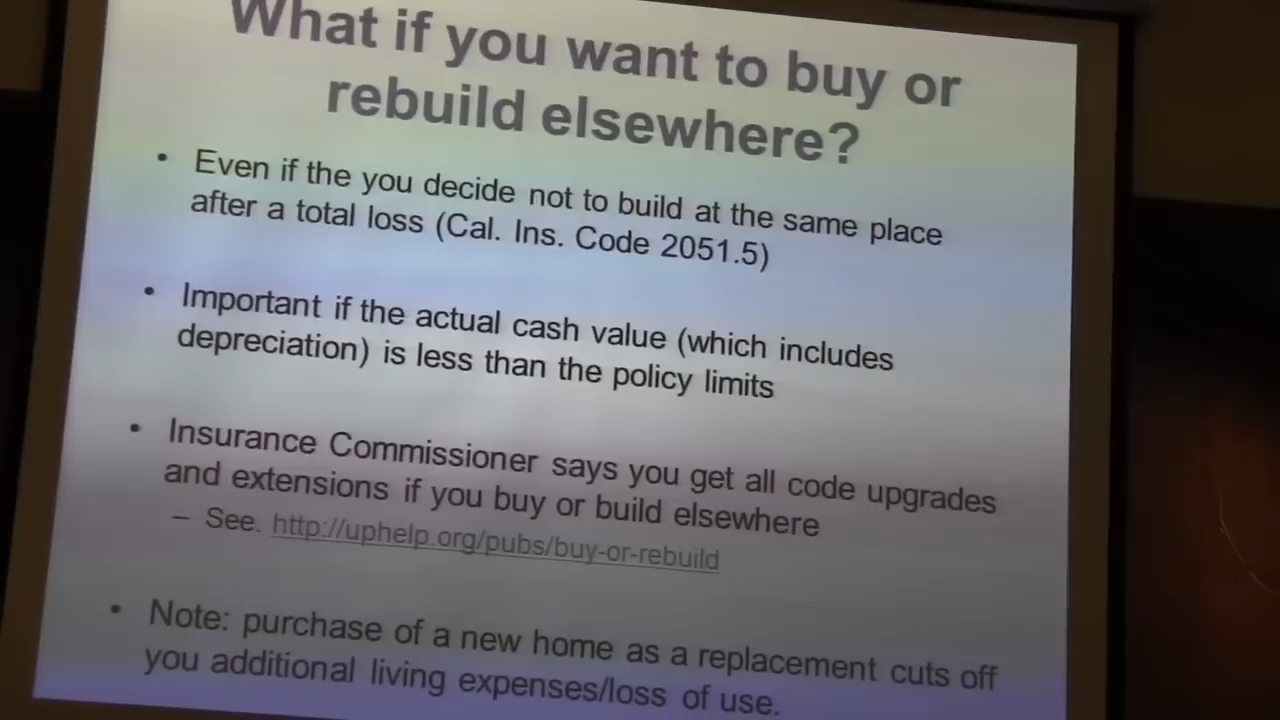 What if you want to buy or
rebuild elsewhere?
• Even if the you decide not to build at the same place
after a total loss (Cal. Ins. Code 2051.5)
• Important if the actual cash value (which includes
depreciation) is less than the policy limits
• Insurance Commissioner says you get all code upgrades
and extensions if you buy or build elsewhere
– See. http://uphelp.org/pubs/buy-or-rebuild
• Note: purchase of a new home as a replacement cuts off
you additional living expenses/loss of use.